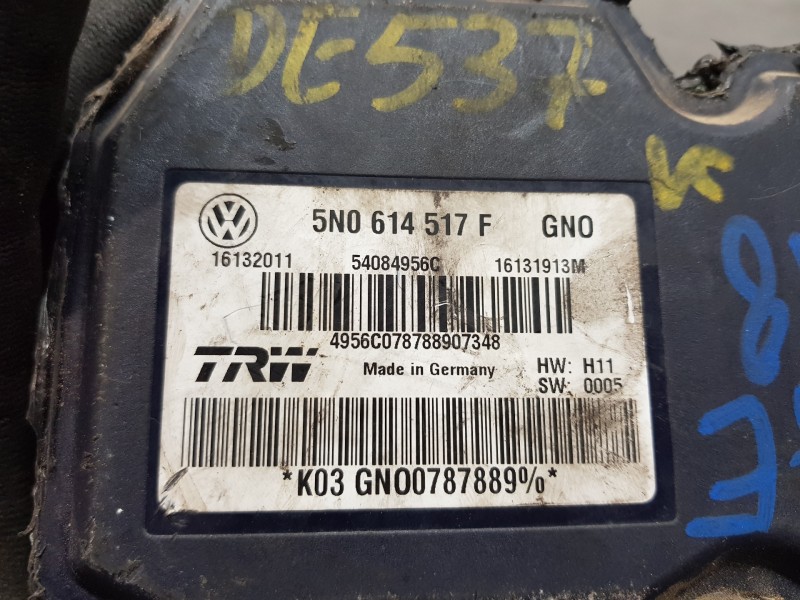 DE537
5N0 614 517 F GNO
16132011 54084956C 16131913M
4956C078788907348
TRW Made in Germany HW: H11
SW: 0005
*K03 GNO0787889%*